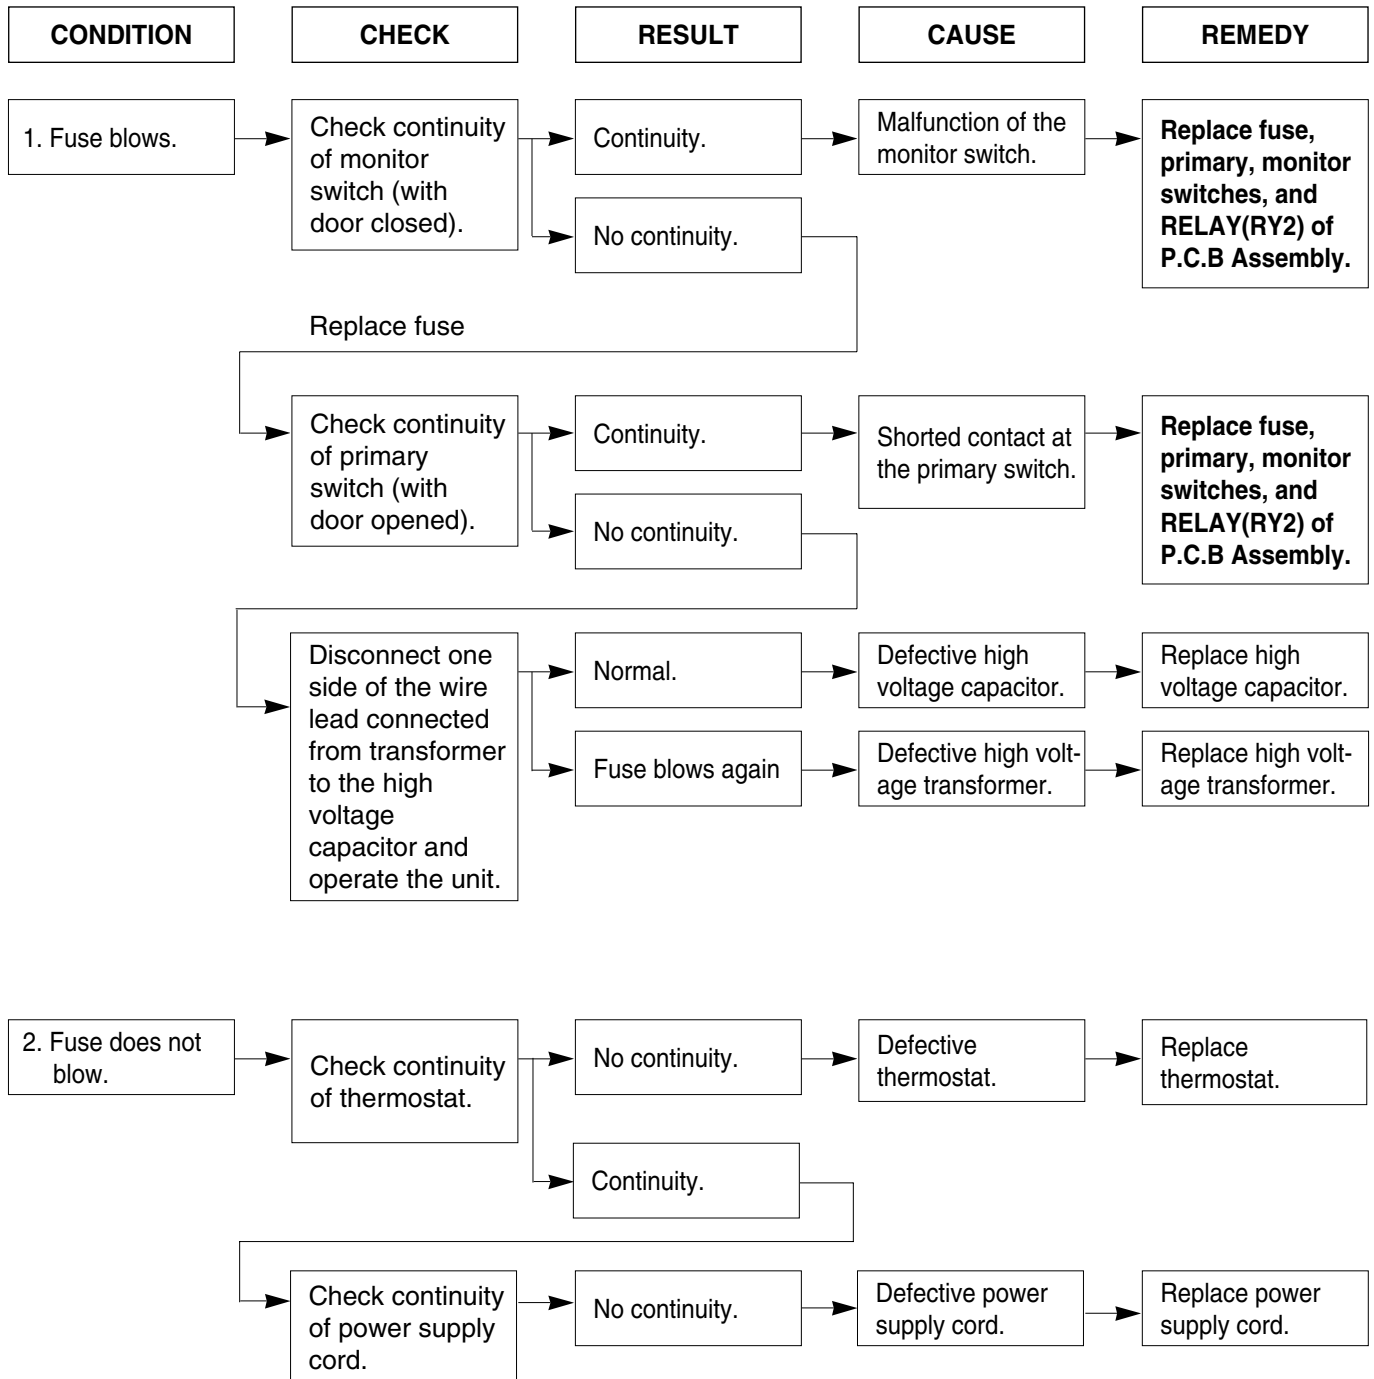 CONDITION
CHECK
RESULT
CAUSE
REMEDY
1. Fuse blows.
Check continuity
of monitor
switch (with
door closed).
Continuity.
Malfunction of the
monitor switch.
Replace fuse,
primary, monitor
switches, and
RELAY(RY2) of
P.C.B Assembly.
No continuity.
Replace fuse
Check continuity
of primary
switch (with
door opened).
Continuity.
Shorted contact at
the primary switch.
Replace fuse,
primary, monitor
switches, and
RELAY(RY2) of
P.C.B Assembly.
No continuity.
Disconnect one
side of the wire
lead connected
from transformer
to the high
voltage
capacitor and
operate the unit.
Normal.
Defective high
voltage capacitor.
Replace high
voltage capacitor.
Fuse blows again
Defective high volt-
age transformer.
Replace high volt-
age transformer.
2. Fuse does not
blow.
Check continuity
of thermostat.
No continuity.
Defective
thermostat.
Replace
thermostat.
Continuity.
Check continuity
of power supply
cord.
No continuity.
Defective power
supply cord.
Replace power
supply cord.